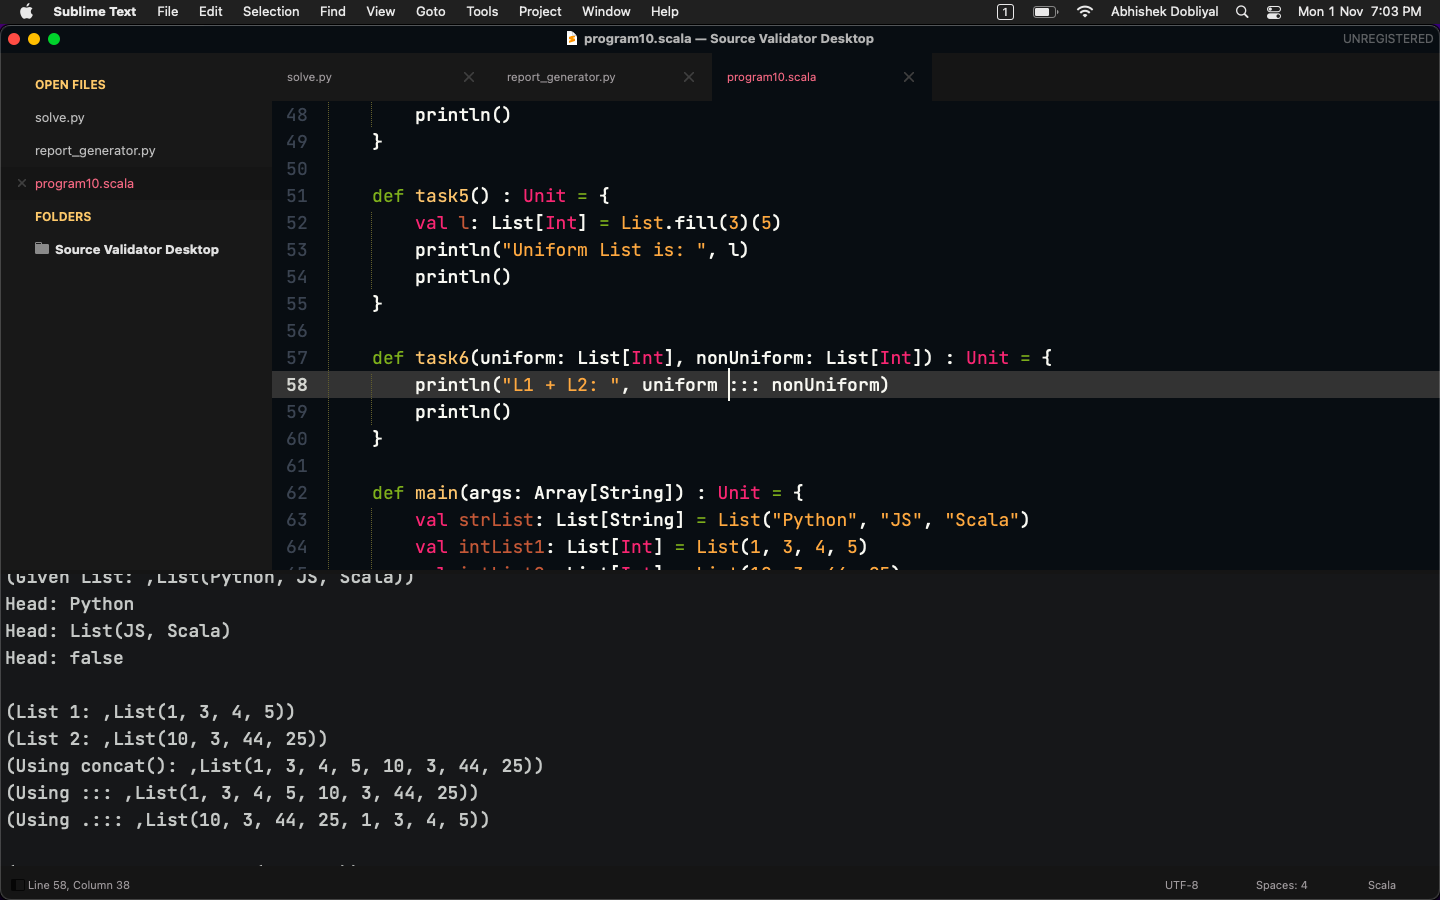 Sublime Text File Edit Selection Find View Goto Tools Project Window Help 1 Abhishek Dobliyal Mon 1 Nov 7:03 PM
program10.scala — Source Validator Desktop UNREGISTERED
OPEN FILES
solve.py
report_generator.py
program10.scala
FOLDERS
Source Validator Desktop
solve.py report_generator.py program10.scala
48 println()
49 }
50
51 def task5() : Unit = {
52 val l: List[Int] = List.fill(3)(5)
53 println("Uniform List is: ", l)
54 println()
55 }
56
57 def task6(uniform: List[Int], nonUniform: List[Int]) : Unit = {
58 println("L1 + L2: ", uniform ::: nonUniform)
59 println()
60 }
61
62 def main(args: Array[String]) : Unit = {
63 val strList: List[String] = List("Python", "JS", "Scala")
64 val intList1: List[Int] = List(1, 3, 4, 5)
(Given List: ,List(Python, JS, Scala))
Head: Python
Head: List(JS, Scala)
Head: false
(List 1: ,List(1, 3, 4, 5))
(List 2: ,List(10, 3, 44, 25))
(Using concat(): ,List(1, 3, 4, 5, 10, 3, 44, 25))
(Using ::: ,List(1, 3, 4, 5, 10, 3, 44, 25))
(Using .::: ,List(10, 3, 44, 25, 1, 3, 4, 5))
Line 58, Column 38 UTF-8 Spaces: 4 Scala